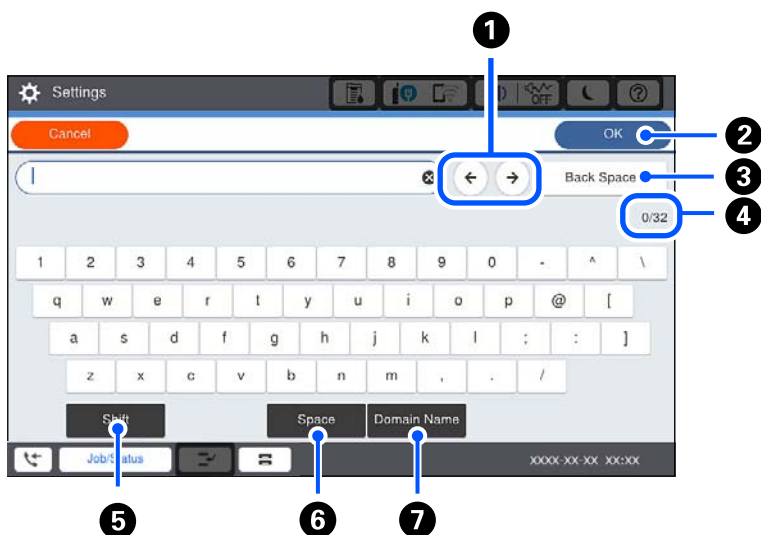 1
Settings
OFF
Cancel
OK
2
Back Space
3
0/32
4
1 2 3 4 5 6 7 8 9 0 - ^ \
q w e r t y u i o p @ [
a s d f g h j k l ; : ]
z x c v b n m , . /
Shift
Space
Domain Name
Job/Status
XXXX-XX-XX XX:XX
5
6
7